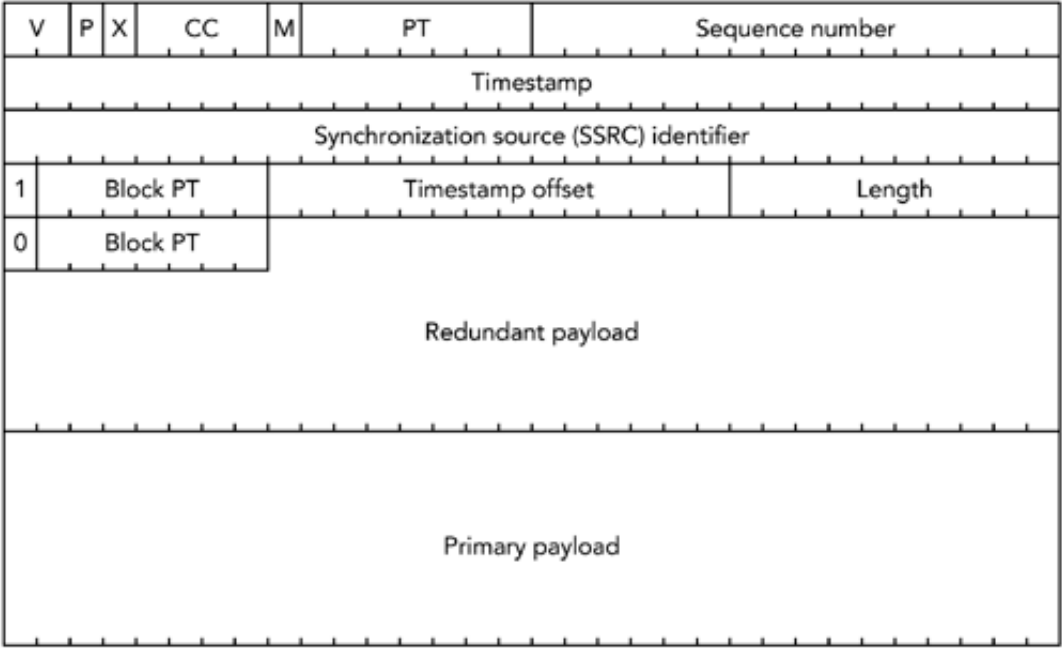 V P X CC M PT Sequence number
Timestamp
Synchronization source (SSRC) identifier
1 Block PT Timestamp offset Length
0 Block PT
Redundant payload
Primary payload